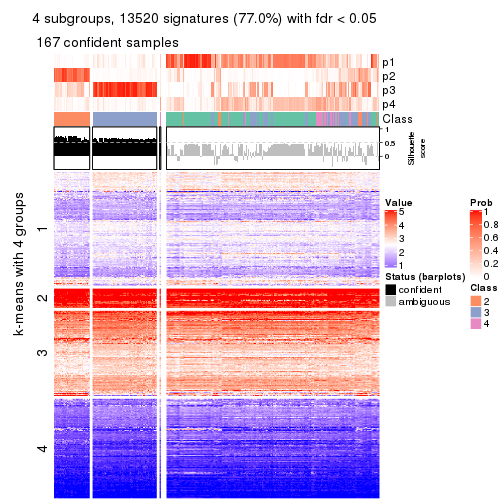 4 subgroups, 13520 signatures (77.0%) with fdr < 0.05
167 confident samples
p1
p2
p3
p4
Class
1
0.5
0
Silhouette
score
k-means with 4 groups
1
2
3
4
Value
5
4
3
2
1
Status (barplots)
confident
ambiguous
Prob
1
0.8
0.6
0.4
0.2
0
Class
2
3
4